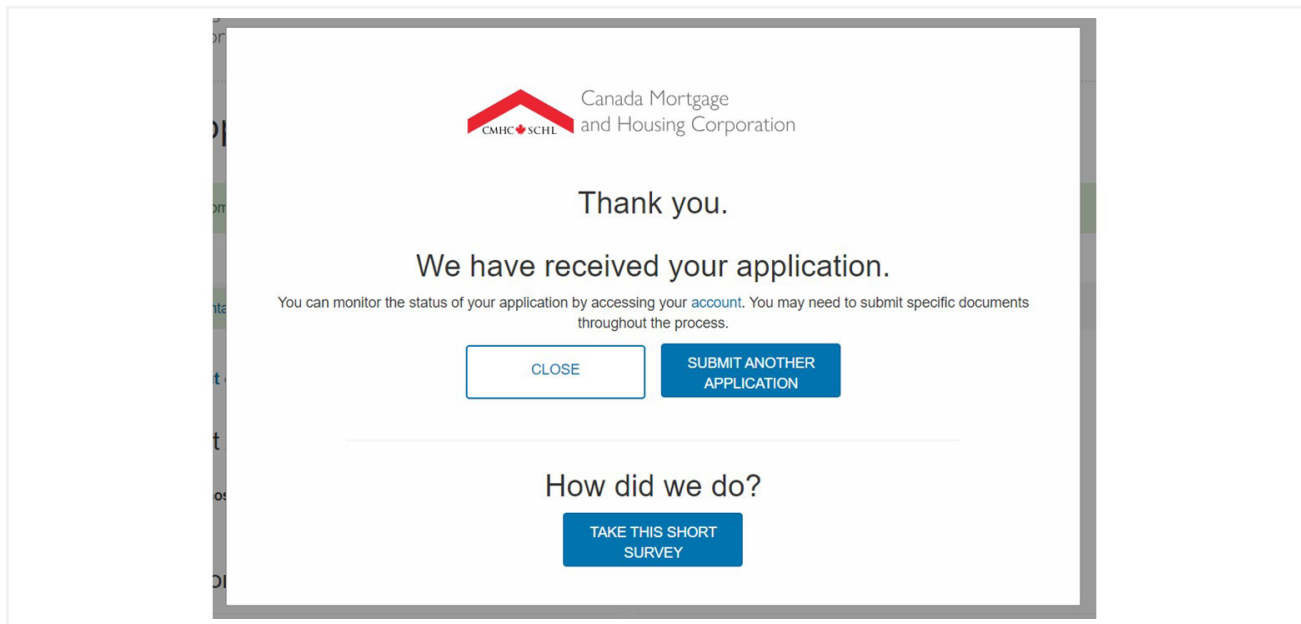 Canada Mortgage
CMHC SCHL and Housing Corporation
Thank you.
We have received your application.
You can monitor the status of your application by accessing your account. You may need to submit specific documents
throughout the process.
CLOSE
SUBMIT ANOTHER
APPLICATION
How did we do?
TAKE THIS SHORT
SURVEY